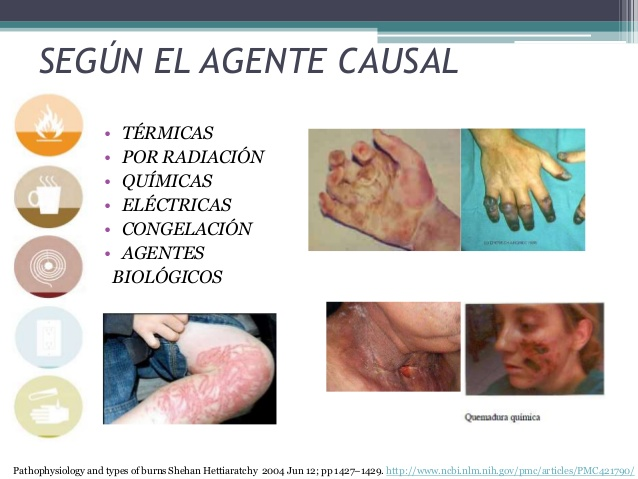 SEGÚN EL AGENTE CAUSAL
• TÉRMICAS
• POR RADIACIÓN
• QUÍMICAS
• ELÉCTRICAS
• CONGELACIÓN
• AGENTES
BIOLÓGICOS
Quemadura química
Pathophysiology and types of burns Shehan Hettiaratchy 2004 Jun 12; pp1427–1429. http://www.ncbi.nlm.nih.gov/pmc/articles/PMC421790/